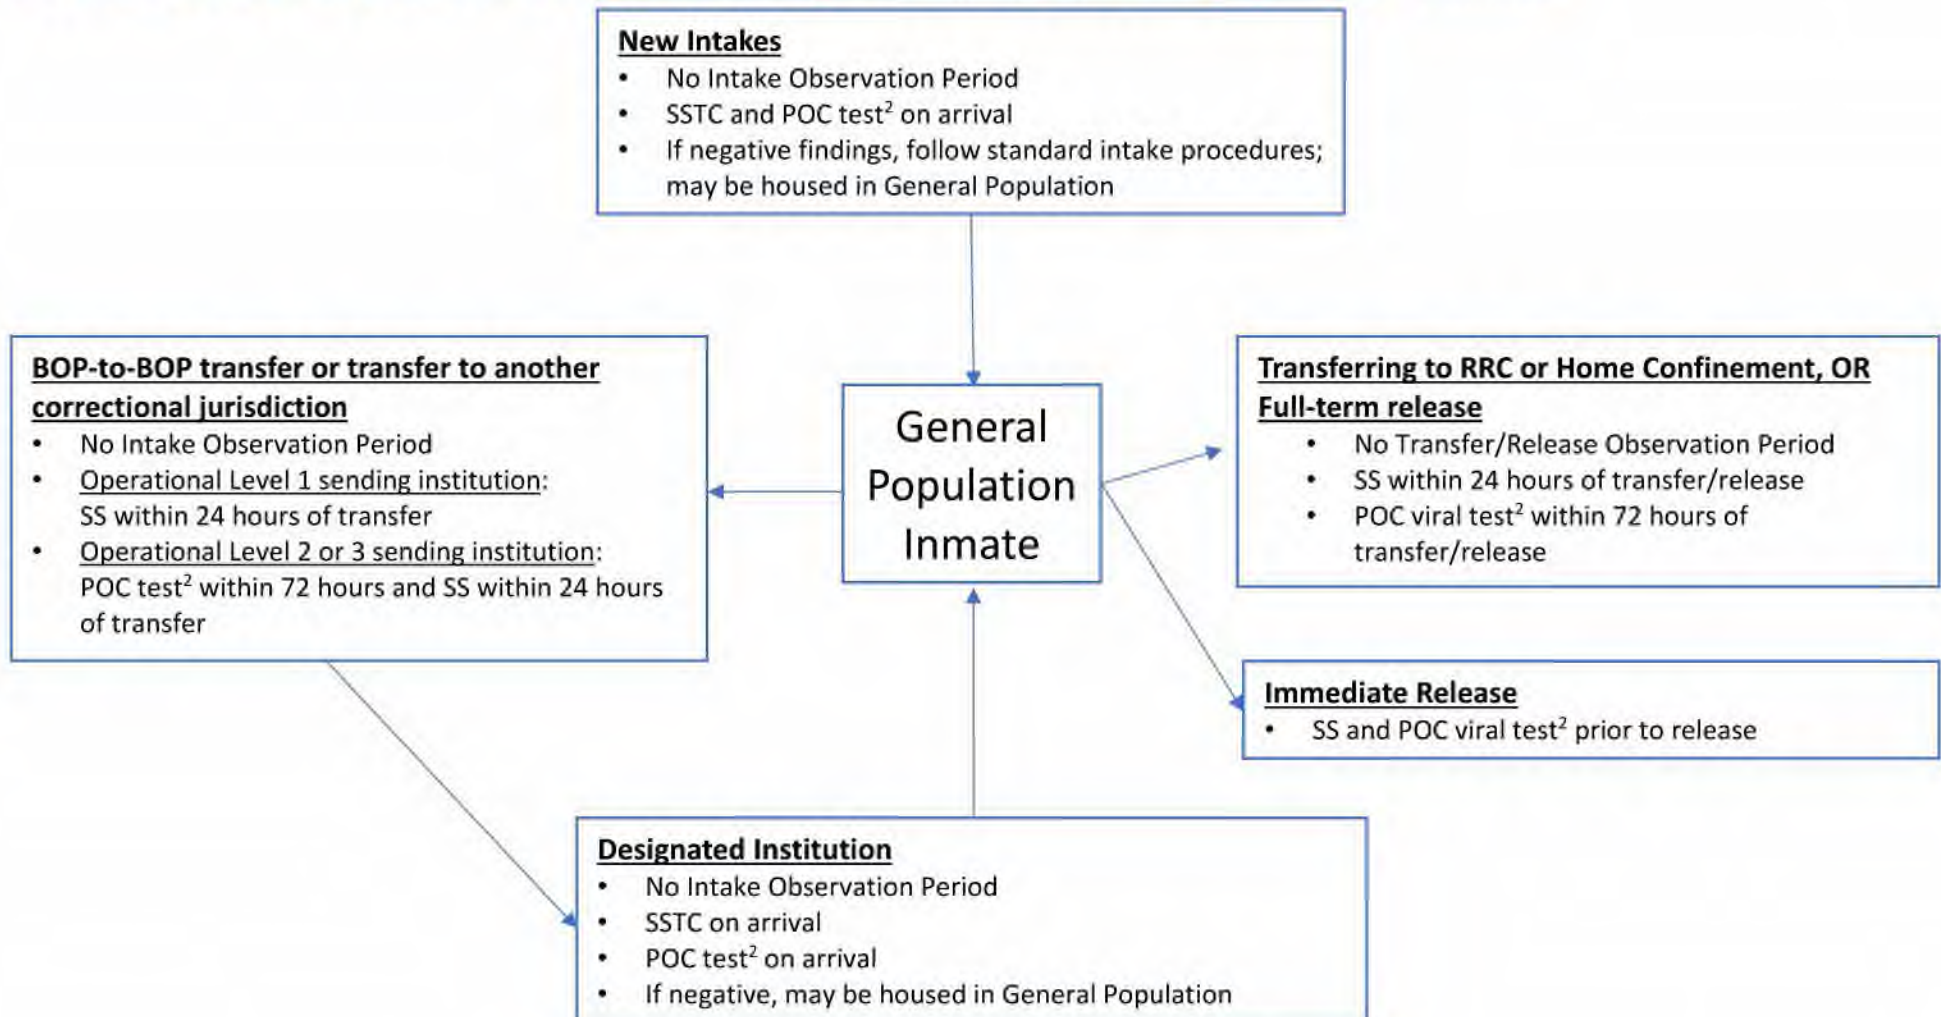 New Intakes
• No Intake Observation Period
• SSTC and POC test² on arrival
• If negative findings, follow standard intake procedures;
may be housed in General Population
BOP-to-BOP transfer or transfer to another
correctional jurisdiction
• No Intake Observation Period
• Operational Level 1 sending institution:
SS within 24 hours of transfer
• Operational Level 2 or 3 sending institution:
POC test² within 72 hours and SS within 24 hours
of transfer
General
Population
Inmate
Transferring to RRC or Home Confinement, OR
Full-term release
• No Transfer/Release Observation Period
• SS within 24 hours of transfer/release
• POC viral test² within 72 hours of
transfer/release
Immediate Release
• SS and POC viral test² prior to release
Designated Institution
• No Intake Observation Period
• SSTC on arrival
• POC test² on arrival
• If negative, may be housed in General Population